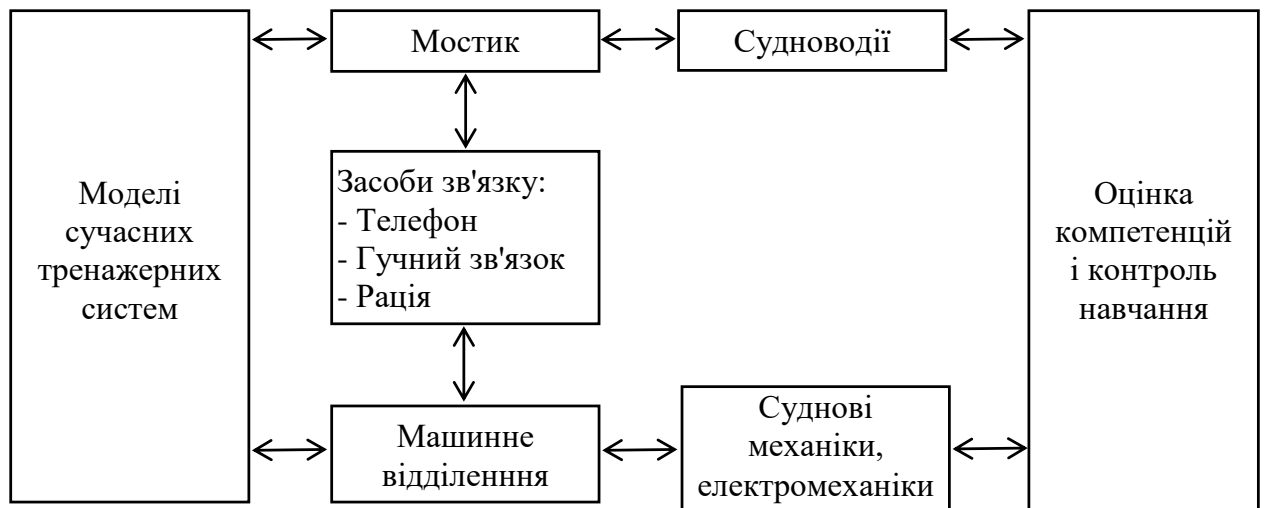 Моделі
сучасних
тренажерних
систем
Мостик
Судноводії
Засоби зв'язку:
- Телефон
- Гучний зв'язок
- Рація
Машинне
відділенння
Суднові
механіки,
електромеханіки
Оцінка
компетенцій
і контроль
навчання